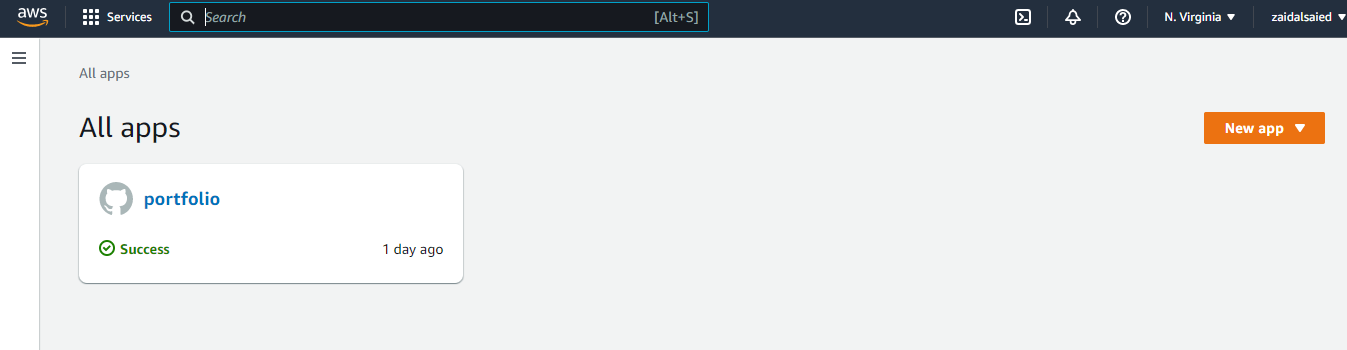 aws Services Search [Alt+S] N. Virginia zaidalsaied
All apps
All apps
New app
portfolio
Success 1 day ago